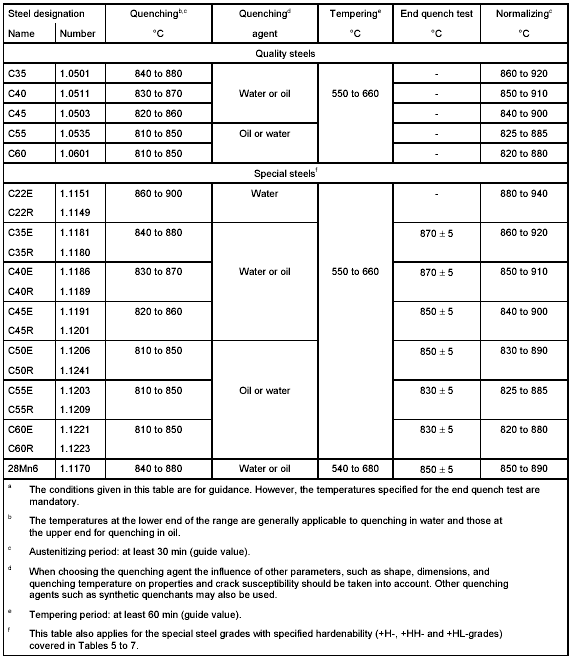 Steel designation Quenchingb,c Quenchingd Temperinge End quench test Normalizingc
Name Number °C agent °C °C °C
Quality steels
C35 1.0501 840 to 880 - 860 to 920
C40 1.0511 830 to 870 Water or oil 550 to 660 - 850 to 910
C45 1.0503 820 to 860 - 840 to 900
C55 1.0535 810 to 850 Oil or water - 825 to 885
C60 1.0601 810 to 850 - 820 to 880
Special steelsf
C22E 1.1151 860 to 900 Water - 880 to 940
C22R 1.1149
C35E 1.1181 840 to 880 870 ± 5 860 to 920
C35R 1.1180
C40E 1.1186 830 to 870 Water or oil 550 to 660 870 ± 5 850 to 910
C40R 1.1189
C45E 1.1191 820 to 860 850 ± 5 840 to 900
C45R 1.1201
C50E 1.1206 810 to 850 850 ± 5 830 to 890
C50R 1.1241
C55E 1.1203 810 to 850 Oil or water 830 ± 5 825 to 885
C55R 1.1209
C60E 1.1221 810 to 850 830 ± 5 820 to 880
C60R 1.1223
28Mn6 1.1170 840 to 880 Water or oil 540 to 680 850 ± 5 850 to 890
a The conditions given in this table are for guidance. However, the temperatures specified for the end quench test are
mandatory.
b The temperatures at the lower end of the range are generally applicable to quenching in water and those at
the upper end for quenching in oil.
c Austenitizing period: at least 30 min (guide value).
d When choosing the quenching agent the influence of other parameters, such as shape, dimensions, and
quenching temperature on properties and crack susceptibility should be taken into account. Other quenching
agents such as synthetic quenchants may also be used.
e Tempering period: at least 60 min (guide value).
f This table also applies for the special steel grades with specified hardenability (+H-, +HH- and +HL-grades)
covered in Tables 5 to 7.